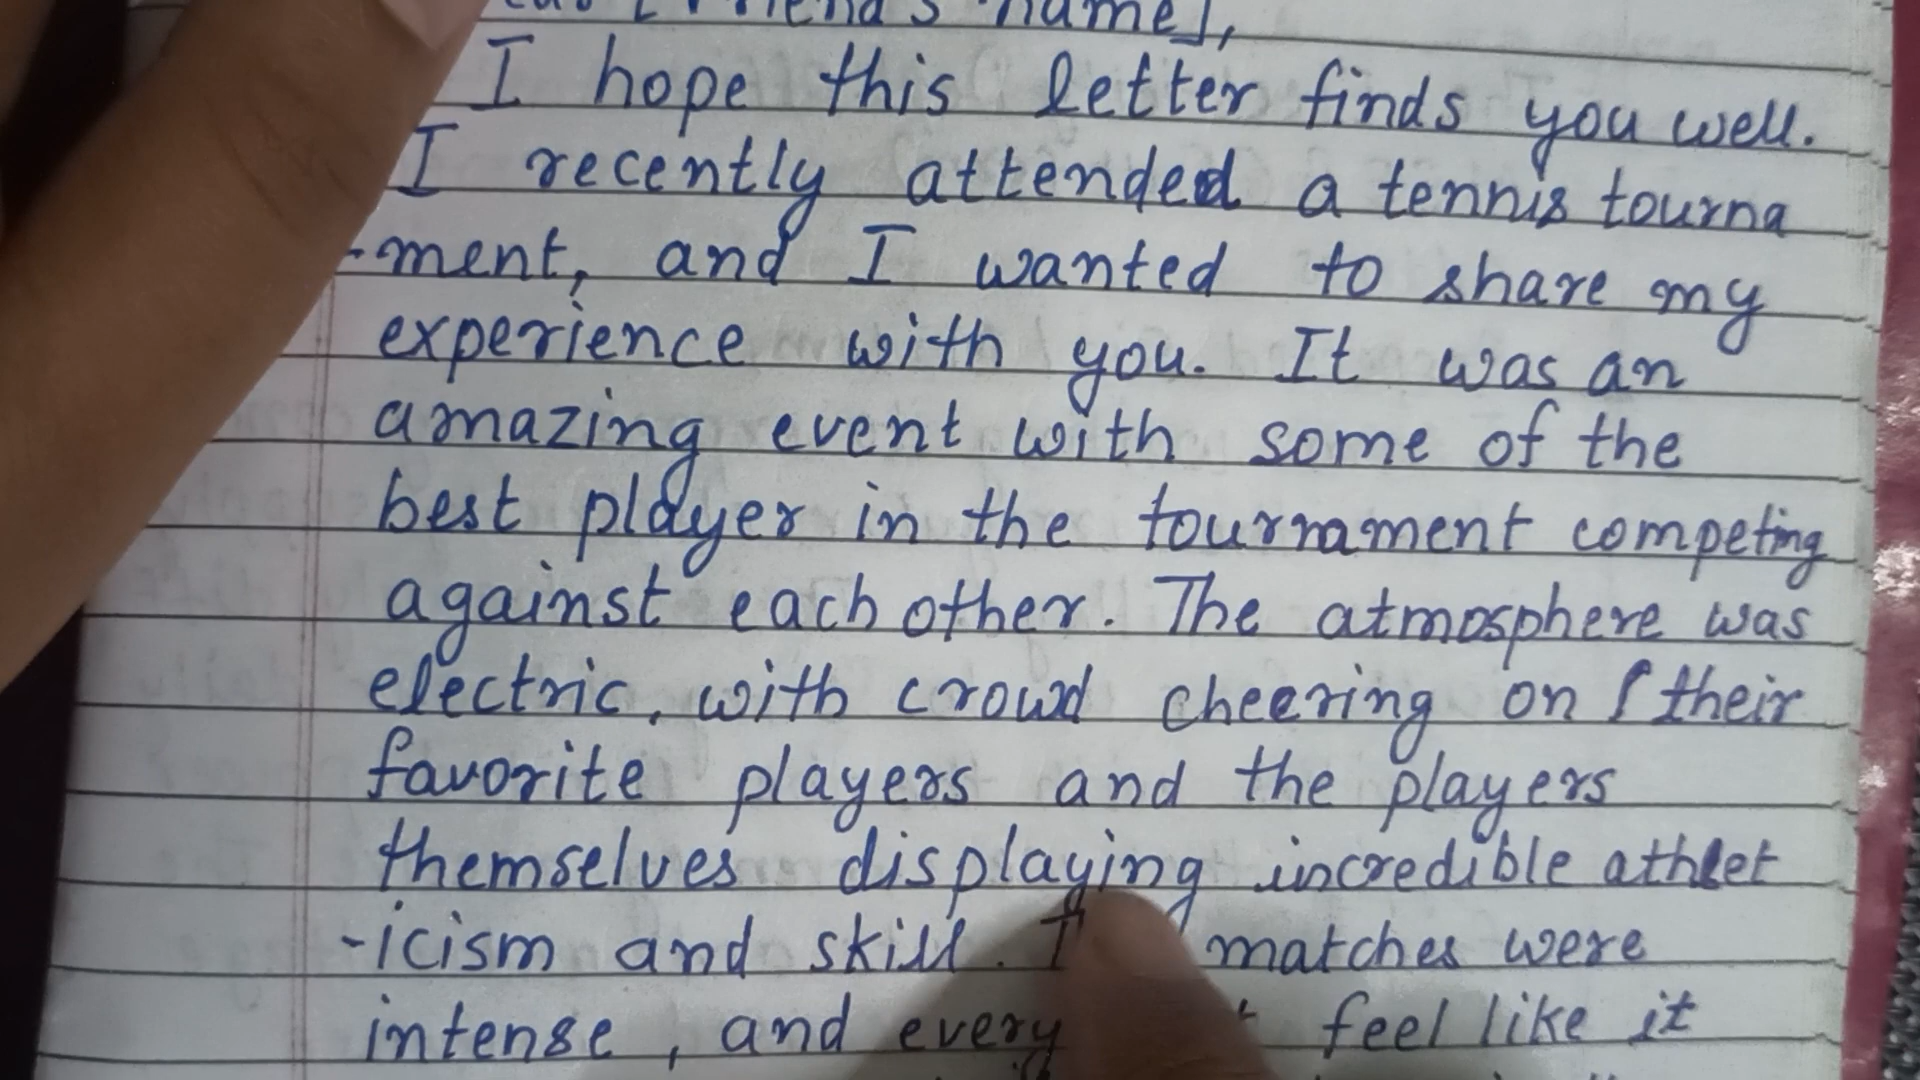 [Friend's name],
I hope this letter finds you well.
I recently attended a tennis tourna
-ment, and I wanted to share my
experience with you. It was an
amazing event with some of the
best player in the tournament competing
against each other. The atmosphere was
electric, with crowd cheering on their
favorite players and the players
themselves displaying incredible athlet
-icism and skill. matches were
intense, and every feel like it